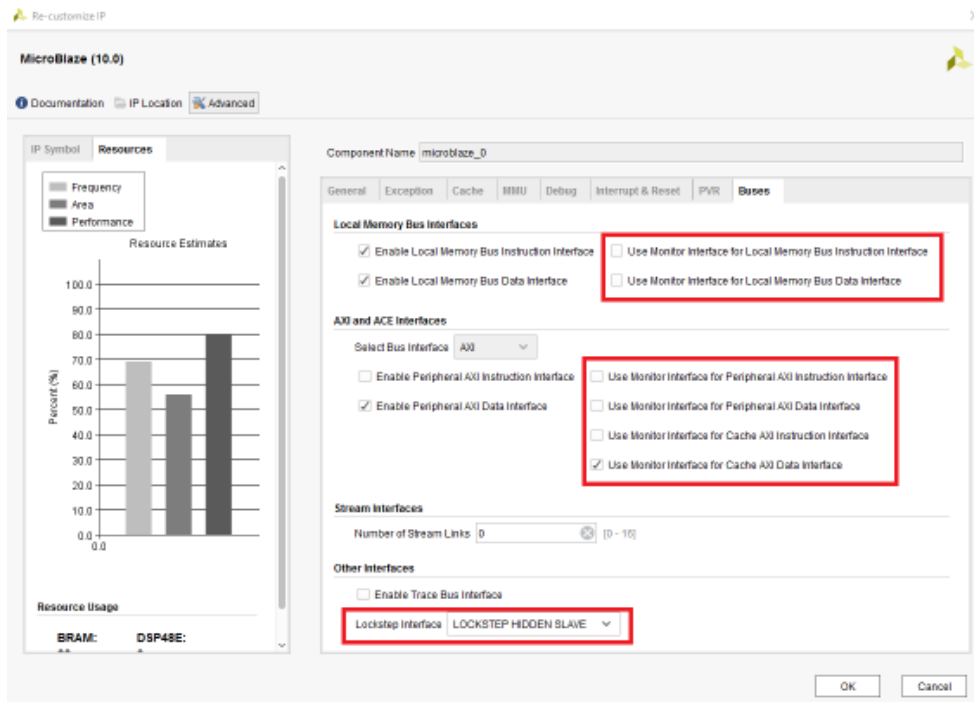 Re-customize IP
MicroBlaze (10.0)
Documentation IP Location Advanced
IP Symbol Resources
Frequency
Area
Performance
Resource Estimates
Percent (%)
100.0
90.0
80.0
70.0
60.0
50.0
40.0
30.0
20.0
10.0
0.0
0.0
Resource Usage
BRAM: DSP48E:
Component Name microblaze_0
General Exception Cache MMU Debug Interrupt & Reset PVR Buses
Local Memory Bus Interfaces
Enable Local Memory Bus Instruction Interface Use Monitor Interface for Local Memory Bus Instruction Interface
Enable Local Memory Bus Data Interface Use Monitor Interface for Local Memory Bus Data Interface
AXI and ACE Interfaces
Select Bus Interface AXI
Enable Peripheral AXI Instruction Interface Use Monitor Interface for Peripheral AXI Instruction Interface
Enable Peripheral AXI Data Interface Use Monitor Interface for Peripheral AXI Data Interface
Use Monitor Interface for Cache AXI Instruction Interface
Use Monitor Interface for Cache AXI Data Interface
Stream Interfaces
Number of Stream Links 0 [0 - 16]
Other Interfaces
Enable Trace Bus Interface
Lockstep Interface LOCKSTEP HIDDEN SLAVE
OK Cancel